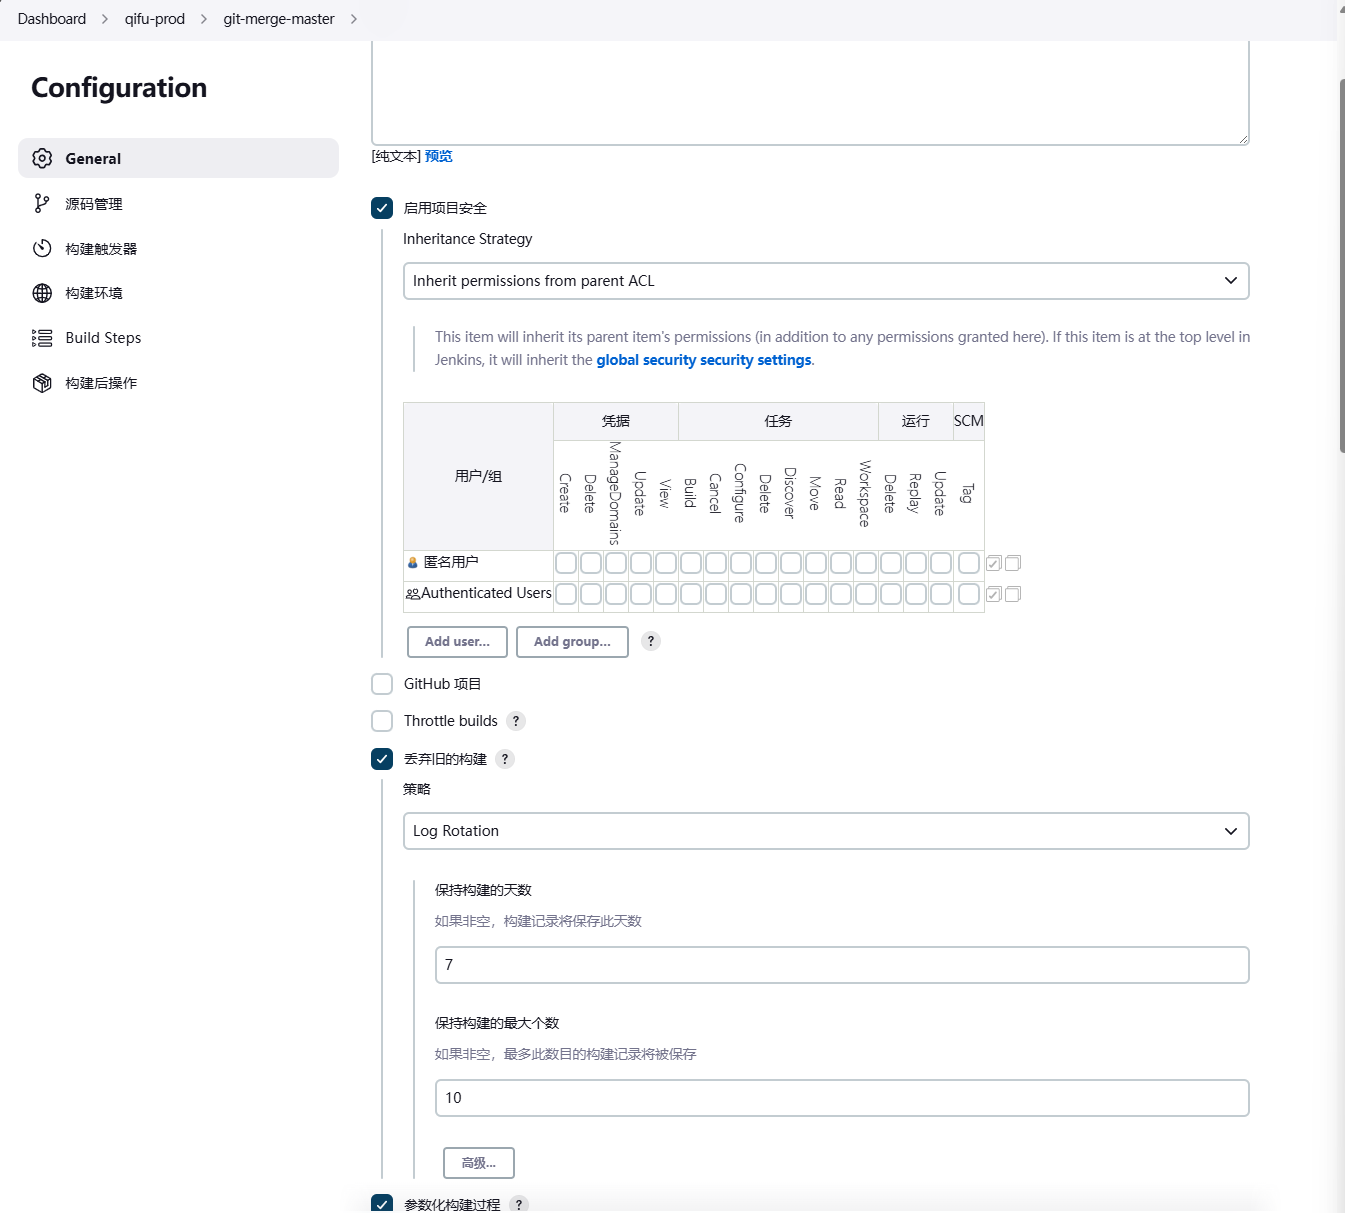 Dashboard > qifu-prod > git-merge-master >
Configuration
General
源码管理
构建触发器
构建环境
Build Steps
构建后操作
[纯文本] 预览
启用项目安全
Inheritance Strategy
Inherit permissions from parent ACL
This item will inherit its parent item's permissions (in addition to any permissions granted here). If this item is at the top level in
Jenkins, it will inherit the global security security settings.
用户/组 凭据 任务 运行 SCM
Create Delete ManageDomains Update View Build Cancel Configure Delete Discover Move Read Workspace Delete Replay Update Tag
匿名用户
Authenticated Users
Add user... Add group... ?
GitHub 项目
Throttle builds ?
丢弃旧的构建 ?
策略
Log Rotation
保持构建的天数
如果非空，构建记录将保存此天数
7
保持构建的最大个数
如果非空，最多此数目的构建记录将被保存
10
高级...
参数化构建过程 ?